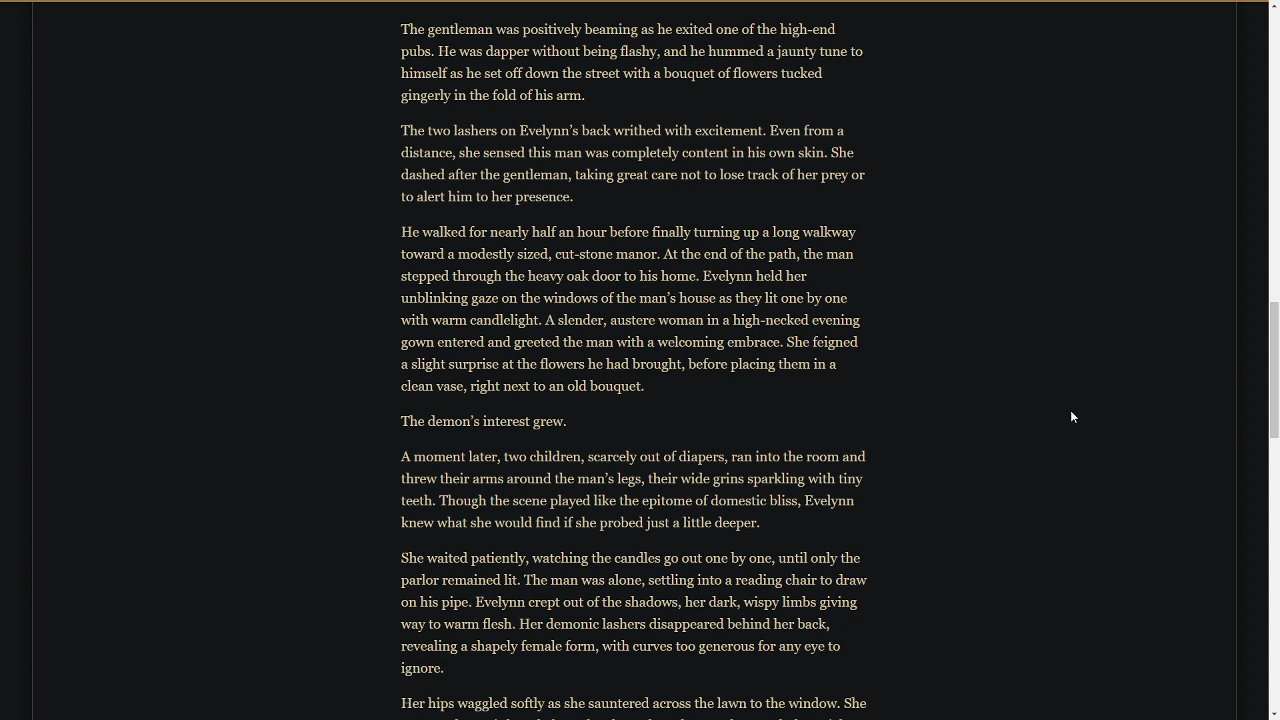 The gentleman was positively beaming as he exited one of the high-end
pubs. He was dapper without being flashy, and he hummed a jaunty tune to
himself as he set off down the street with a bouquet of flowers tucked
gingerly in the fold of his arm.
The two lashers on Evelynn’s back writhed with excitement. Even from a
distance, she sensed this man was completely content in his own skin. She
dashed after the gentleman, taking great care not to lose track of her prey or
to alert him to her presence.
He walked for nearly half an hour before finally turning up a long walkway
toward a modestly sized, cut-stone manor. At the end of the path, the man
stepped through the heavy oak door to his home. Evelynn held her
unblinking gaze on the windows of the man’s house as they lit one by one
with warm candlelight. A slender, austere woman in a high-necked evening
gown entered and greeted the man with a welcoming embrace. She feigned
a slight surprise at the flowers he had brought, before placing them in a
clean vase, right next to an old bouquet.
The demon’s interest grew.
A moment later, two children, scarcely out of diapers, ran into the room and
threw their arms around the man’s legs, their wide grins sparkling with tiny
teeth. Though the scene played like the epitome of domestic bliss, Evelynn
knew what she would find if she probed just a little deeper.
She waited patiently, watching the candles go out one by one, until only the
parlor remained lit. The man was alone, settling into a reading chair to draw
on his pipe. Evelynn crept out of the shadows, her dark, wispy limbs giving
way to warm flesh. Her demonic lashers disappeared behind her back,
revealing a shapely female form, with curves too generous for any eye to
ignore.
Her hips waggled softly as she sauntered across the lawn to the window. She